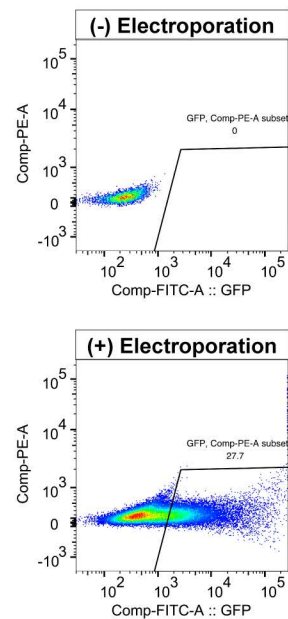 (-) Electroporation
10^5
10^4
10^3
0
-10^3
Comp-PE-A
GFP, Comp-PE-A subset
0
10^2 10^3 10^4 10^5
Comp-FITC-A :: GFP
(+) Electroporation
10^5
10^4
10^3
0
-10^3
Comp-PE-A
GFP, Comp-PE-A subset
27.7
10^2 10^3 10^4 10^5
Comp-FITC-A :: GFP